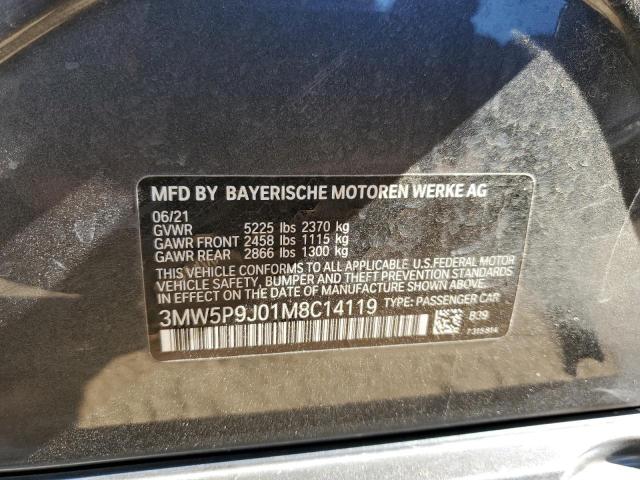 MFD BY BAYERISCHE MOTOREN WERKE AG
06/21
GVWR 5225 lbs 2370 kg
GAWR FRONT 2458 lbs 1115 kg
GAWR REAR 2866 lbs 1300 kg
THIS VEHICLE CONFORMS TO ALL APPLICABLE U.S.FEDERAL MOTOR
VEHICLE SAFETY, BUMPER AND THEFT PREVENTION STANDARDS
IN EFFECT ON THE DATE OF MANUFACTURE SHOWN ABOVE.
3MW5P9J01M8C14119 TYPE: PASSENGER CAR
B39
7315814